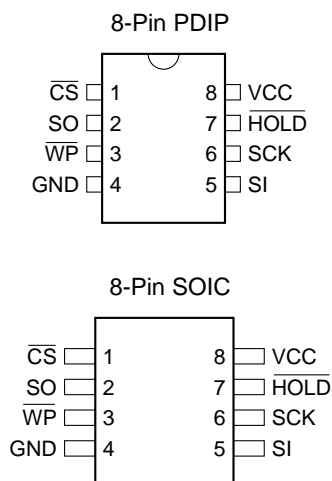 8-Pin PDIP
CS 1 8 VCC
SO 2 7 HOLD
WP 3 6 SCK
GND 4 5 SI
8-Pin SOIC
CS 1 8 VCC
SO 2 7 HOLD
WP 3 6 SCK
GND 4 5 SI